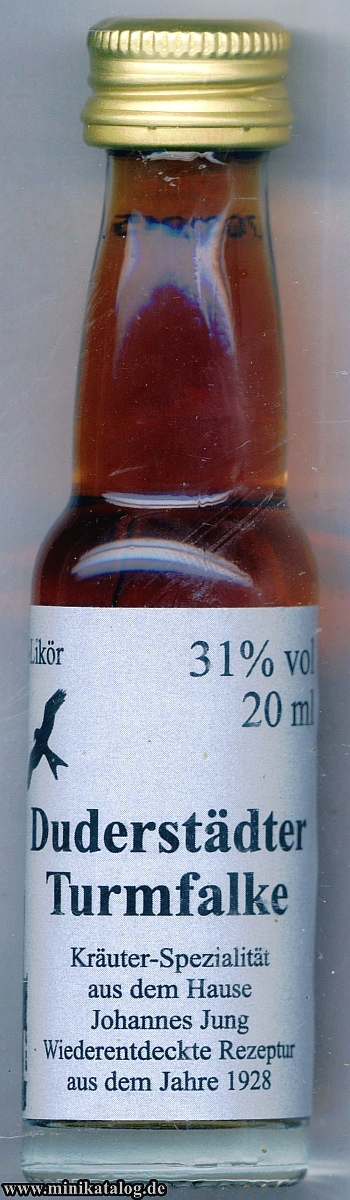 Likör
31% vol
20 ml
Duderstädter
Turmfalke
Kräuter-Spezialität
aus dem Hause
Johannes Jung
Wiederentdeckte Rezeptur
aus dem Jahre 1928
www.minikatalog.de